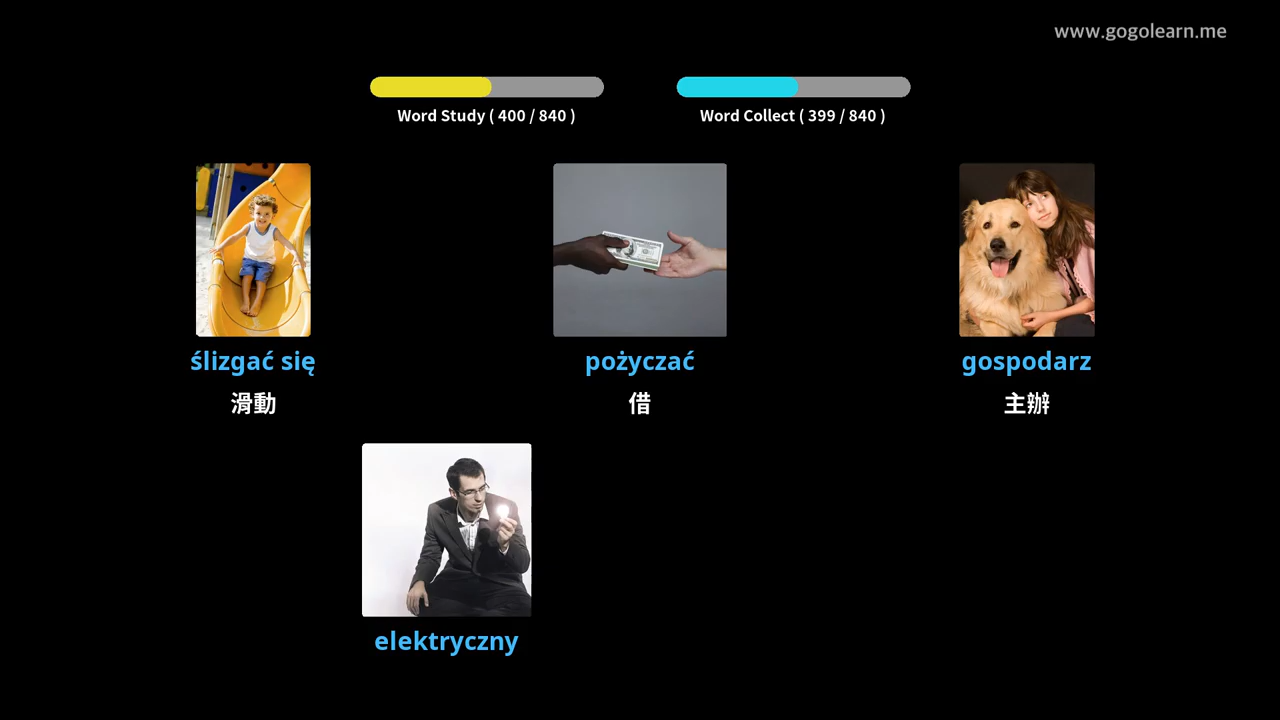 www.gogolearn.me
Word Study ( 400 / 840 )
Word Collect ( 399 / 840 )
ślizgać się
pożyczać
gospodarz
滑動
借
主辦
elektryczny